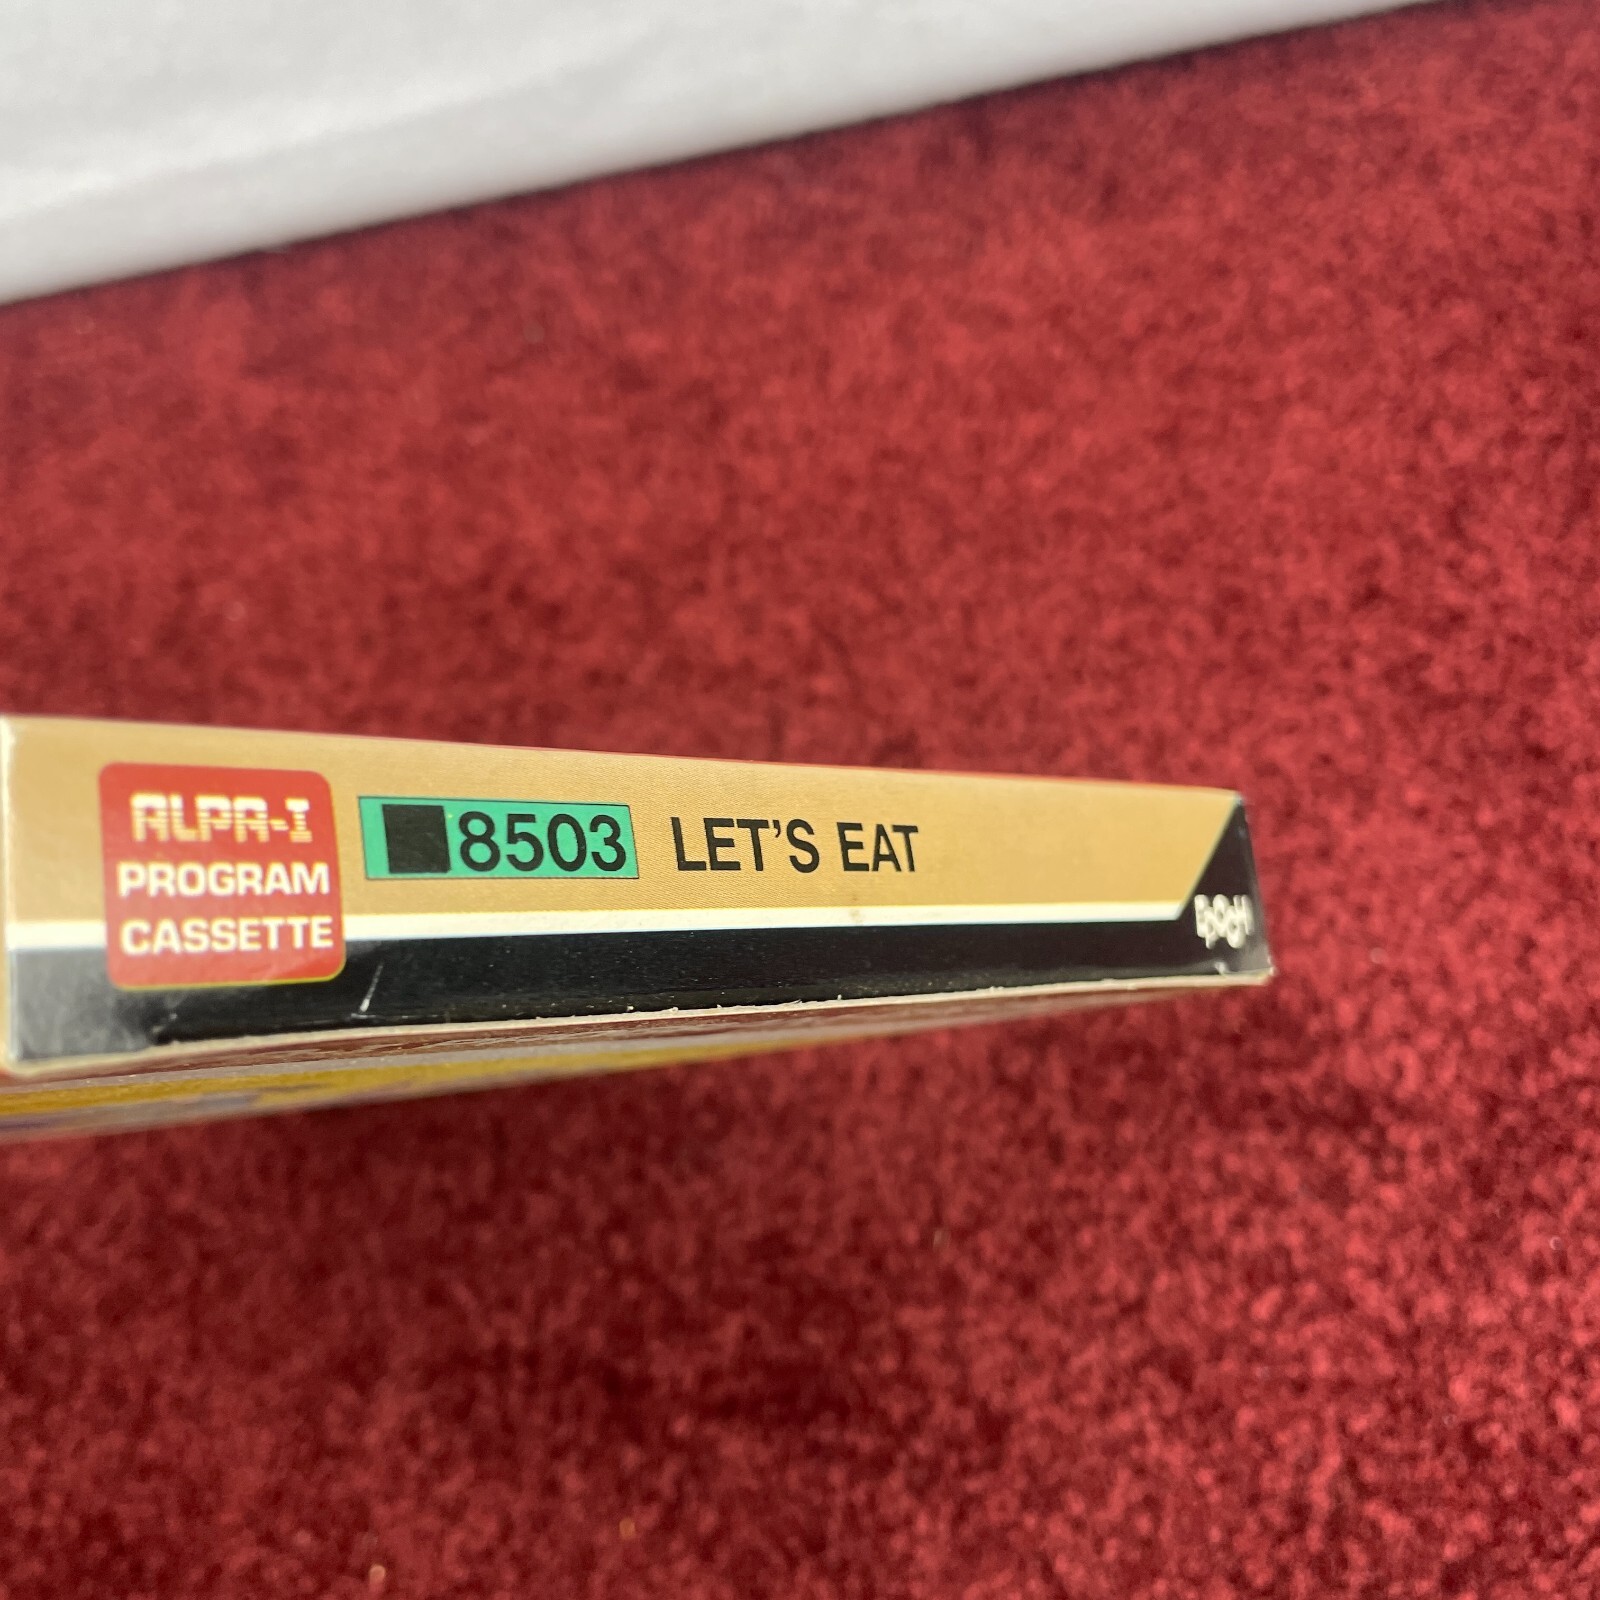 ALPA-I
PROGRAM
CASSETTE
8503 LET'S EAT
EPOCH